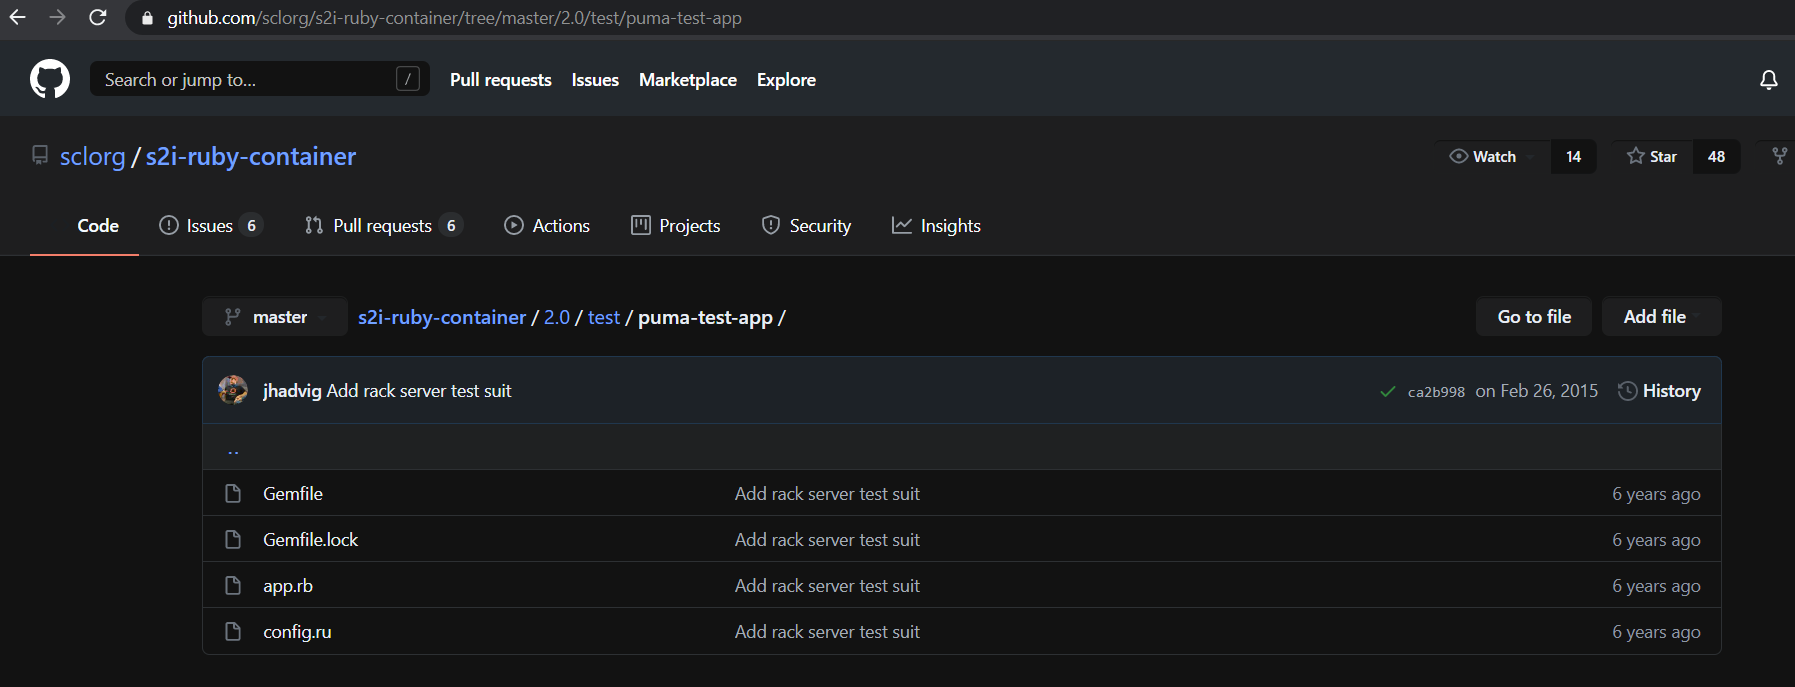 github.com/sclorg/s2i-ruby-container/tree/master/2.0/test/puma-test-app
Search or jump to... / Pull requests Issues Marketplace Explore
sclorg / s2i-ruby-container Watch 14 Star 48
Code Issues 6 Pull requests 6 Actions Projects Security Insights
master s2i-ruby-container / 2.0 / test / puma-test-app / Go to file Add file
jhadvig Add rack server test suit ca2b998 on Feb 26, 2015 History
..
Gemfile Add rack server test suit 6 years ago
Gemfile.lock Add rack server test suit 6 years ago
app.rb Add rack server test suit 6 years ago
config.ru Add rack server test suit 6 years ago